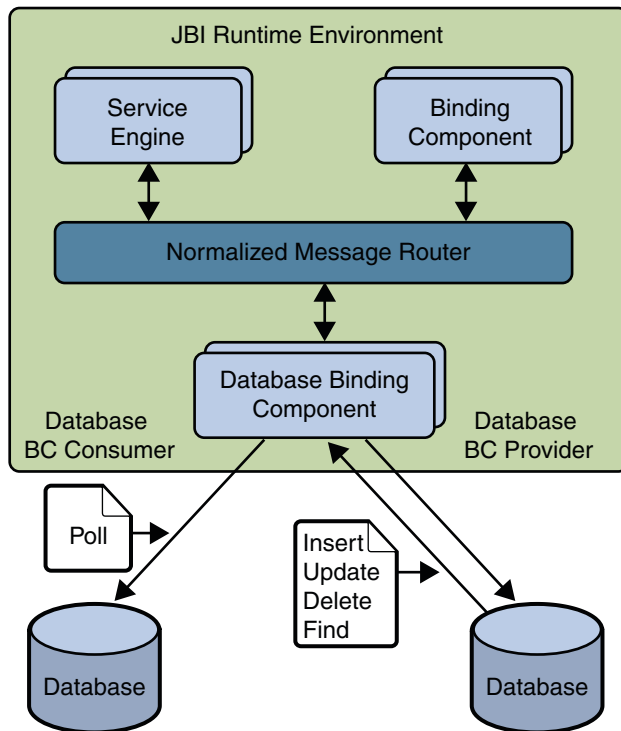 JBI Runtime Environment
Service
Engine
Binding
Component
Normalized Message Router
Database Binding
Component
Database
BC Consumer
Database
BC Provider
Poll
Insert
Update
Delete
Find
Database
Database